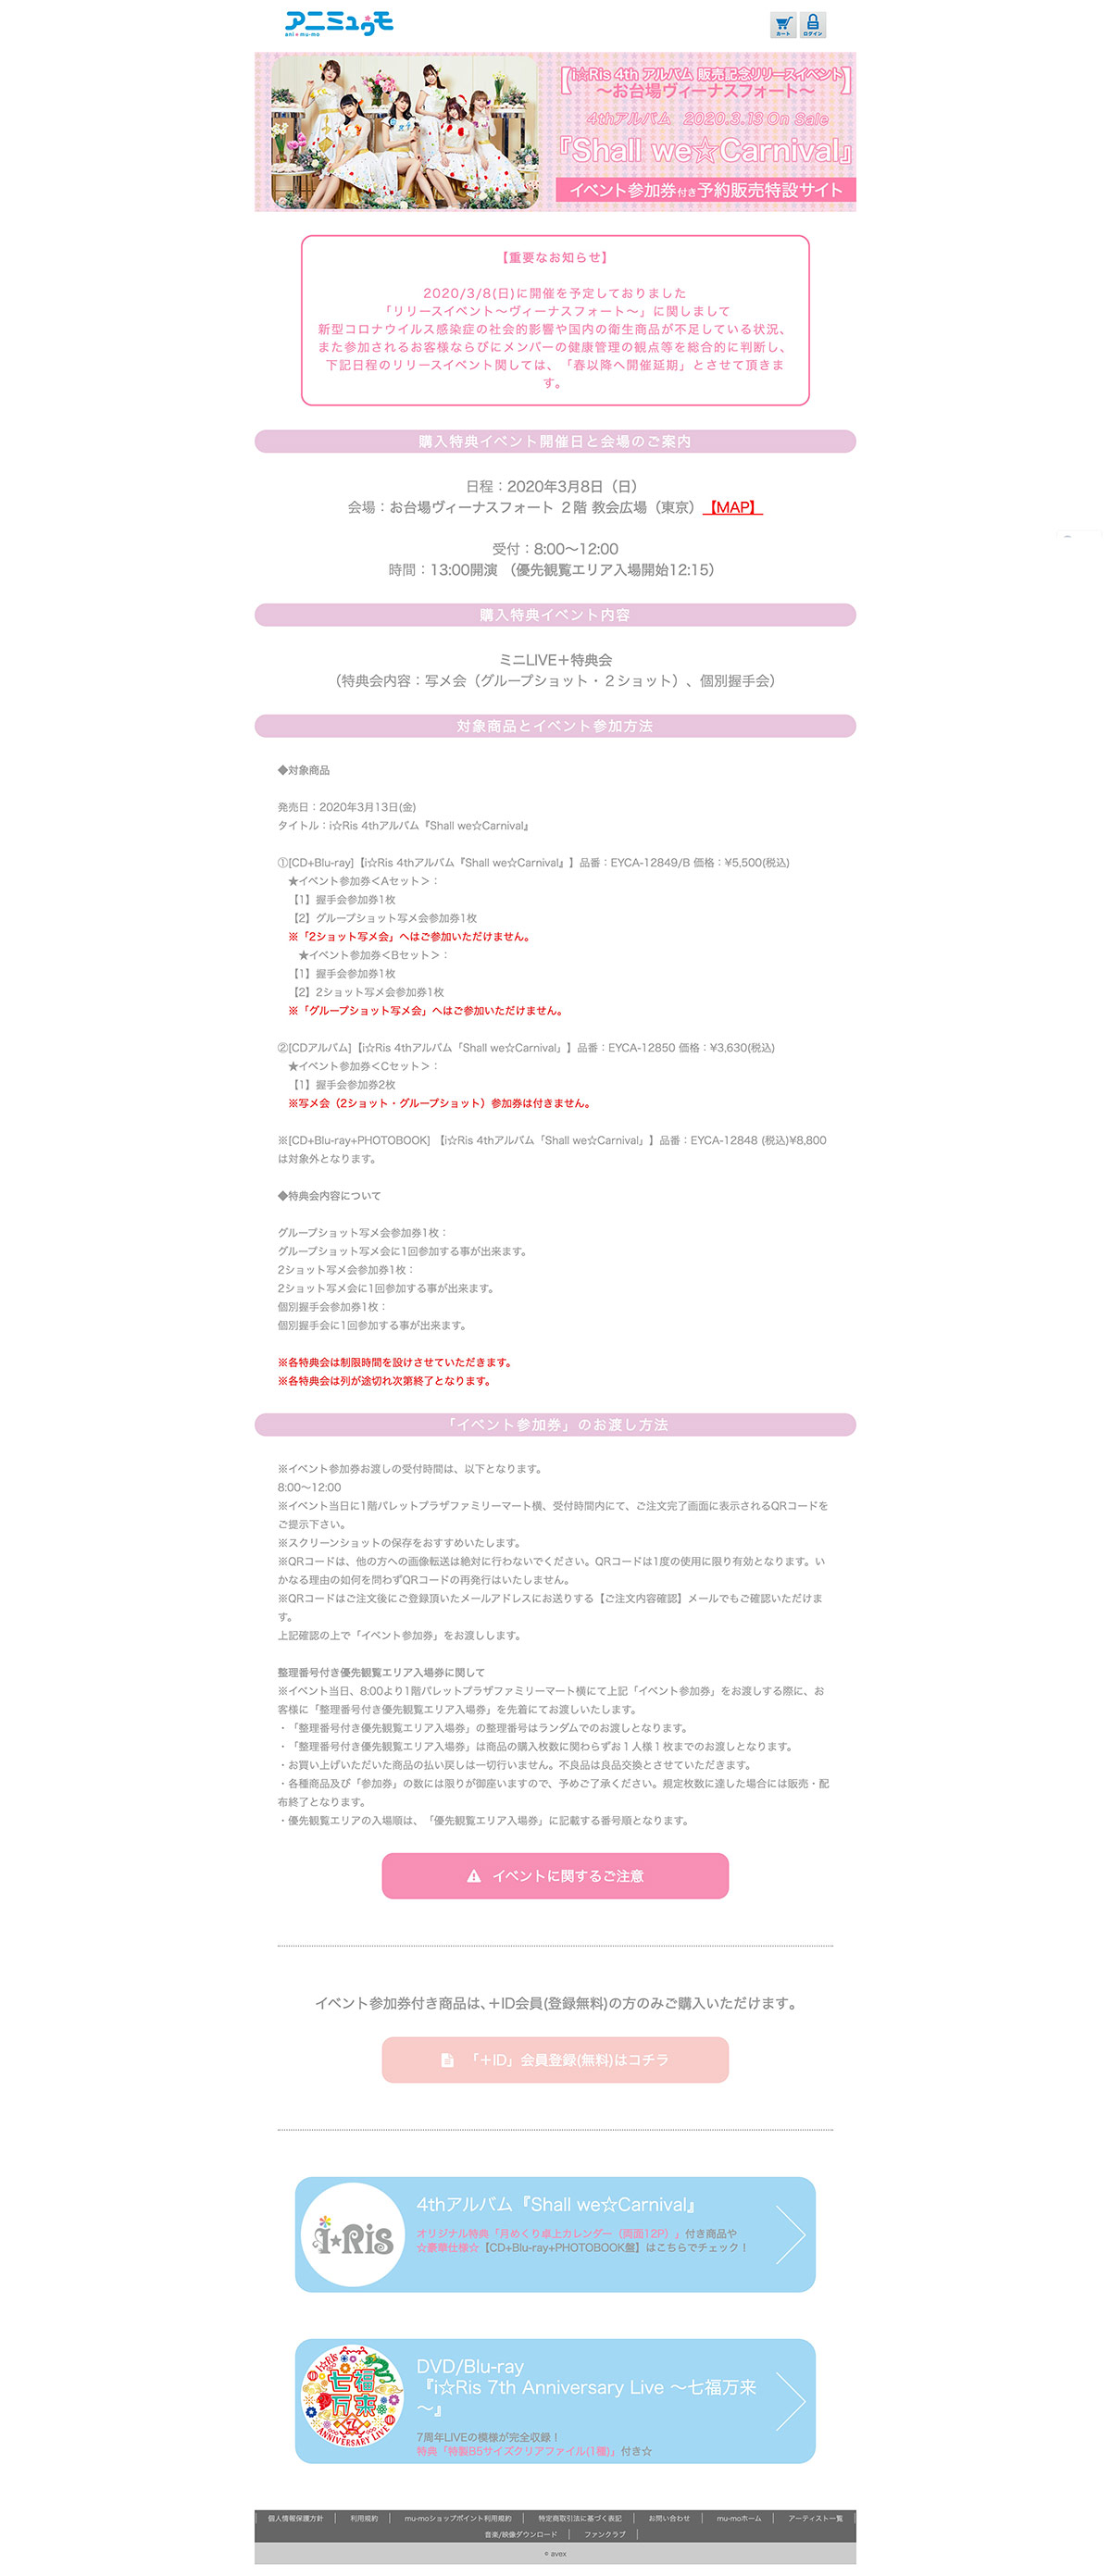 アニミュゥモ
ani★mu-mo
カート
ログイン
【i☆Ris 4th アルバム 販売記念リリースイベント】
～お台場ヴィーナスフォート～
4thアルバム 2020.3.13 On Sale
『Shall we☆Carnival』
イベント参加券付き予約販売特設サイト
【重要なお知らせ】
2020/3/8(日)に開催を予定しておりました
「リリースイベント～ヴィーナスフォート～」に関しまして
新型コロナウイルス感染症の社会的影響や国内の衛生商品が不足している状況、
また参加されるお客様ならびにメンバーの健康管理の観点等を総合的に判断し、
下記日程のリリースイベント関しては、「春以降へ開催延期」とさせて頂きま
す。
購入特典イベント開催日と会場のご案内
日程：2020年3月8日（日）
会場：お台場ヴィーナスフォート ２階 教会広場（東京）【MAP】
受付：8:00～12:00
時間：13:00開演 （優先観覧エリア入場開始12:15）
購入特典イベント内容
ミニLIVE＋特典会
（特典会内容：写メ会（グループショット・２ショット）、個別握手会）
対象商品とイベント参加方法
◆対象商品
発売日：2020年3月13日(金)
タイトル：i☆Ris 4thアルバム『Shall we☆Carnival』
①[CD+Blu-ray]【i☆Ris 4thアルバム『Shall we☆Carnival』】品番：EYCA-12849/B 価格：¥5,500(税込)
★イベント参加券＜Aセット＞：
【1】握手会参加券1枚
【2】グループショット写メ会参加券1枚
※「2ショット写メ会」へはご参加いただけません。
★イベント参加券＜Bセット＞：
【1】握手会参加券1枚
【2】2ショット写メ会参加券1枚
※「グループショット写メ会」へはご参加いただけません。
②[CDアルバム]【i☆Ris 4thアルバム「Shall we☆Carnival」】品番：EYCA-12850 価格：¥3,630(税込)
★イベント参加券＜Cセット＞：
【1】握手会参加券2枚
※写メ会（2ショット・グループショット）参加券は付きません。
※[CD+Blu-ray+PHOTOBOOK] 【i☆Ris 4thアルバム「Shall we☆Carnival」】品番：EYCA-12848 (税込)¥8,800
は対象外となります。
◆特典会内容について
グループショット写メ会参加券1枚：
グループショット写メ会に1回参加する事が出来ます。
2ショット写メ会参加券1枚：
2ショット写メ会に1回参加する事が出来ます。
個別握手会参加券1枚：
個別握手会に1回参加する事が出来ます。
※各特典会は制限時間を設けさせていただきます。
※各特典会は列が途切れ次第終了となります。
「イベント参加券」のお渡し方法
※イベント参加券お渡しの受付時間は、以下となります。
8:00～12:00
※イベント当日に1階パレットプラザファミリーマート横、受付時間内にて、ご注文完了画面に表示されるQRコードを
ご提示下さい。
※スクリーンショットの保存をおすすめいたします。
※QRコードは、他の方への画像転送は絶対に行わないでください。QRコードは1度の使用に限り有効となります。い
かなる理由の如何を問わずQRコードの再発行はいたしません。
※QRコードはご注文後にご登録頂いたメールアドレスにお送りする【ご注文内容確認】メールでもご確認いただけま
す。
上記確認の上で「イベント参加券」をお渡しします。
整理番号付き優先観覧エリア入場券に関して
※イベント当日、8:00より1階パレットプラザファミリーマート横にて上記「イベント参加券」をお渡しする際に、お
客様に「整理番号付き優先観覧エリア入場券」を先着にてお渡しいたします。
・「整理番号付き優先観覧エリア入場券」の整理番号はランダムでのお渡しとなります。
・「整理番号付き優先観覧エリア入場券」は商品の購入枚数に関わらずお１人様１枚までのお渡しとなります。
・お買い上げいただいた商品の払い戻しは一切行いません。不良品は良品交換とさせていただきます。
・各種商品及び「参加券」の数には限りが御座いますので、予めご了承ください。規定枚数に達した場合には販売・配
布終了となります。
・優先観覧エリアの入場順は、「優先観覧エリア入場券」に記載する番号順となります。
イベントに関するご注意
イベント参加券付き商品は､＋ID会員(登録無料)の方のみご購入いただけます。
「＋ID」会員登録(無料)はコチラ
i★Ris
4thアルバム『Shall we☆Carnival』
オリジナル特典「月めくり卓上カレンダー（両面12P）」付き商品や
☆豪華仕様☆【CD+Blu-ray+PHOTOBOOK盤】はこちらでチェック！
i☆Ris
七福
万来
7
ANNIVERSARY LIVE
DVD/Blu-ray
『i☆Ris 7th Anniversary Live ～七福万来
～』
7周年LIVEの模様が完全収録！
特典「特製B5サイズクリアファイル(1種)」付き☆
個人情報保護方針
利用規約
mu-moショップポイント利用規約
特定商取引法に基づく表記
お問い合わせ
mu-moホーム
アーティスト一覧
音楽/映像ダウンロード
ファンクラブ
© avex